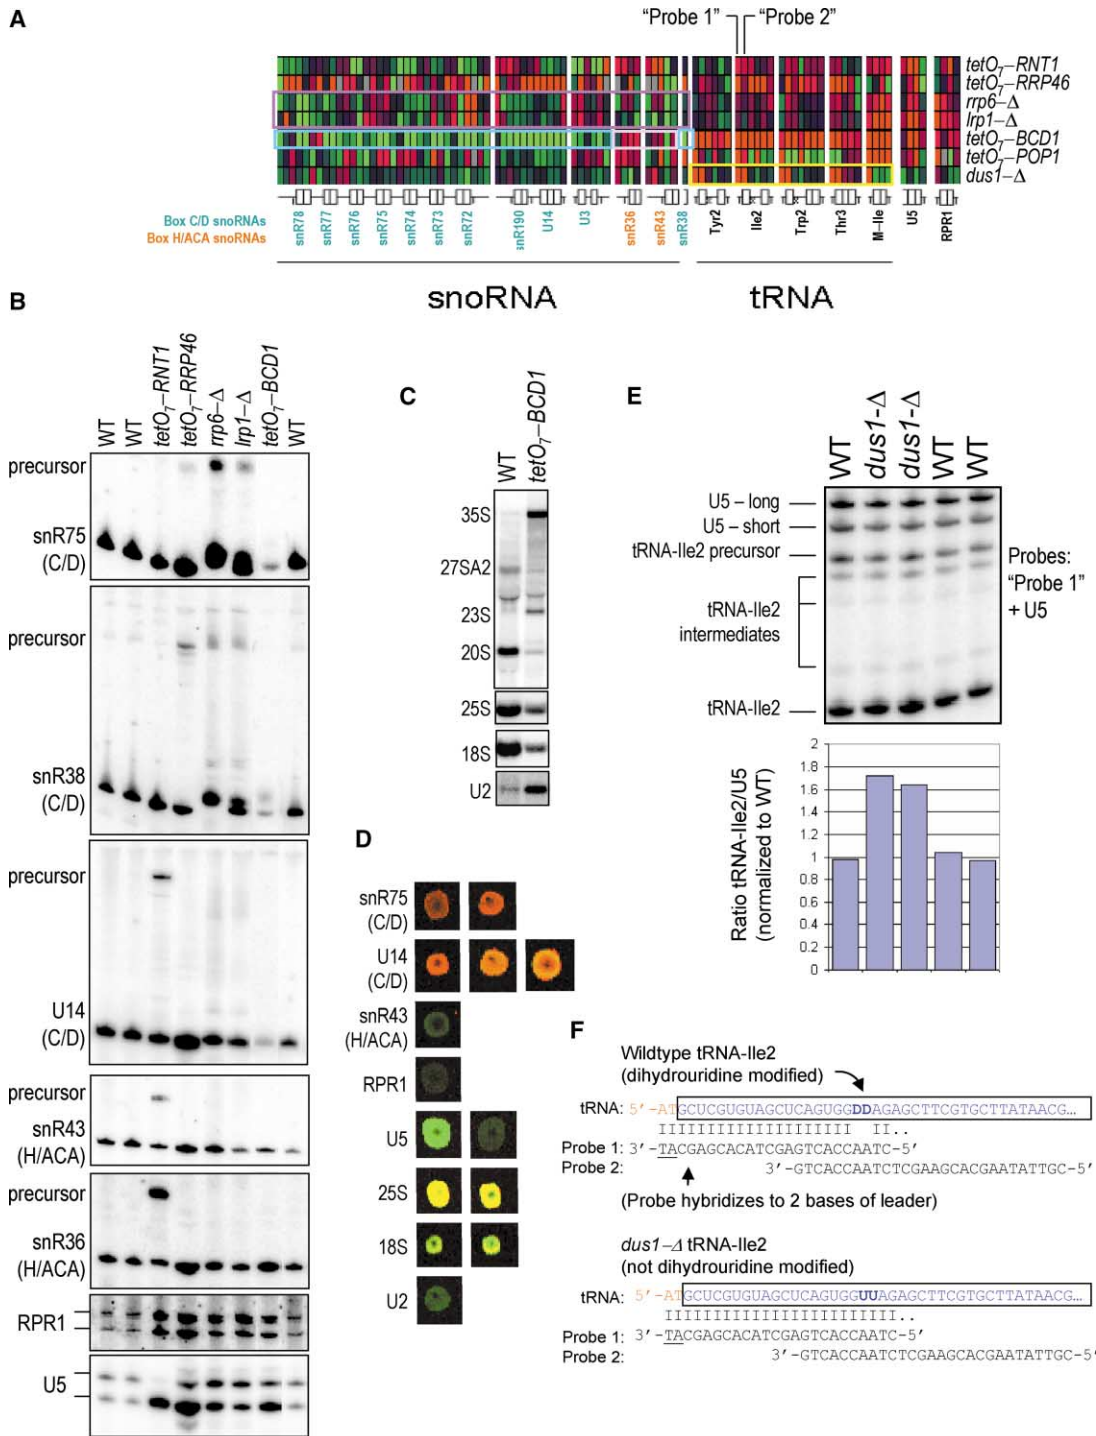 A
“Probe 1” “Probe 2”
tetO7–RNT1
tetO7–RRP46
rrp6–Δ
lrp1–Δ
tetO7–BCD1
tetO7–POP1
dus1–Δ
Box C/D snoRNAs
Box H/ACA snoRNAs
snR78 snR77 snR76 snR75 snR74 snR73 snR72 snR190 U14 U3 snR36 snR43 snR38 Tyr2 Ile2 Trp2 Thr3 M–Ile U5 RPR1
snoRNA tRNA
B
WT WT tetO7–RNT1 tetO7–RRP46 rrp6–Δ lrp1–Δ tetO7–BCD1 WT
precursor
snR75
(C/D)
precursor
snR38
(C/D)
precursor
U14
(C/D)
precursor
snR43
(H/ACA)
precursor
snR36
(H/ACA)
RPR1
U5
C
WT tetO7–BCD1
35S
27SA2
23S
20S
25S
18S
U2
D
snR75
(C/D)
U14
(C/D)
snR43
(H/ACA)
RPR1
U5
25S
18S
U2
E
WT dus1-Δ dus1-Δ WT WT
U5 – long
U5 – short
tRNA-Ile2 precursor
tRNA-Ile2
intermediates
tRNA-Ile2
Probes:
“Probe 1”
+ U5
Ratio tRNA-Ile2/U5
(normalized to WT)
2
1.8
1.6
1.4
1.2
1
0.8
0.6
0.4
0.2
0
F
Wildtype tRNA-Ile2
(dihydrouridine modified)
tRNA: 5’-ATGCUCGUGUAGCUCAGUGGDDAGAGCUUCGUGCUUAUAACG...
IIIIIIIIIIIIIIIIIIII II..
Probe 1: 3’-TACGAGCACATCGAGTCACCAATC-5’
Probe 2: 3’-GTCACCAATCTCGAAGCACGAATATTGC-5’
(Probe hybridizes to 2 bases of leader)
dus1–Δ tRNA-Ile2
(not dihydrouridine modified)
tRNA: 5’-ATGCUCGUGUAGCUCAGUGGUUAGAGCUUCGUGCUUAUAACG...
IIIIIIIIIIIIIIIIIIIIIIII..
Probe 1: 3’-TACGAGCACATCGAGTCACCAATC-5’
Probe 2: 3’-GTCACCAATCTCGAAGCACGAATATTGC-5’